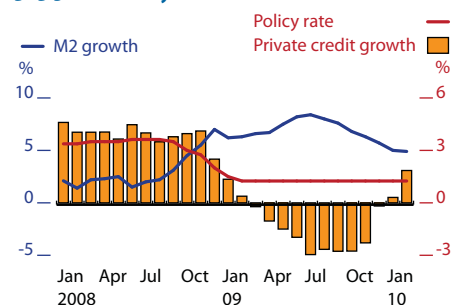 Policy rate
M2 growth
Private credit growth
% %
10 6
5 3
0 0
-5 -3
Jan Apr Jul Oct Jan Apr Jul Oct Jan
2008 09 10